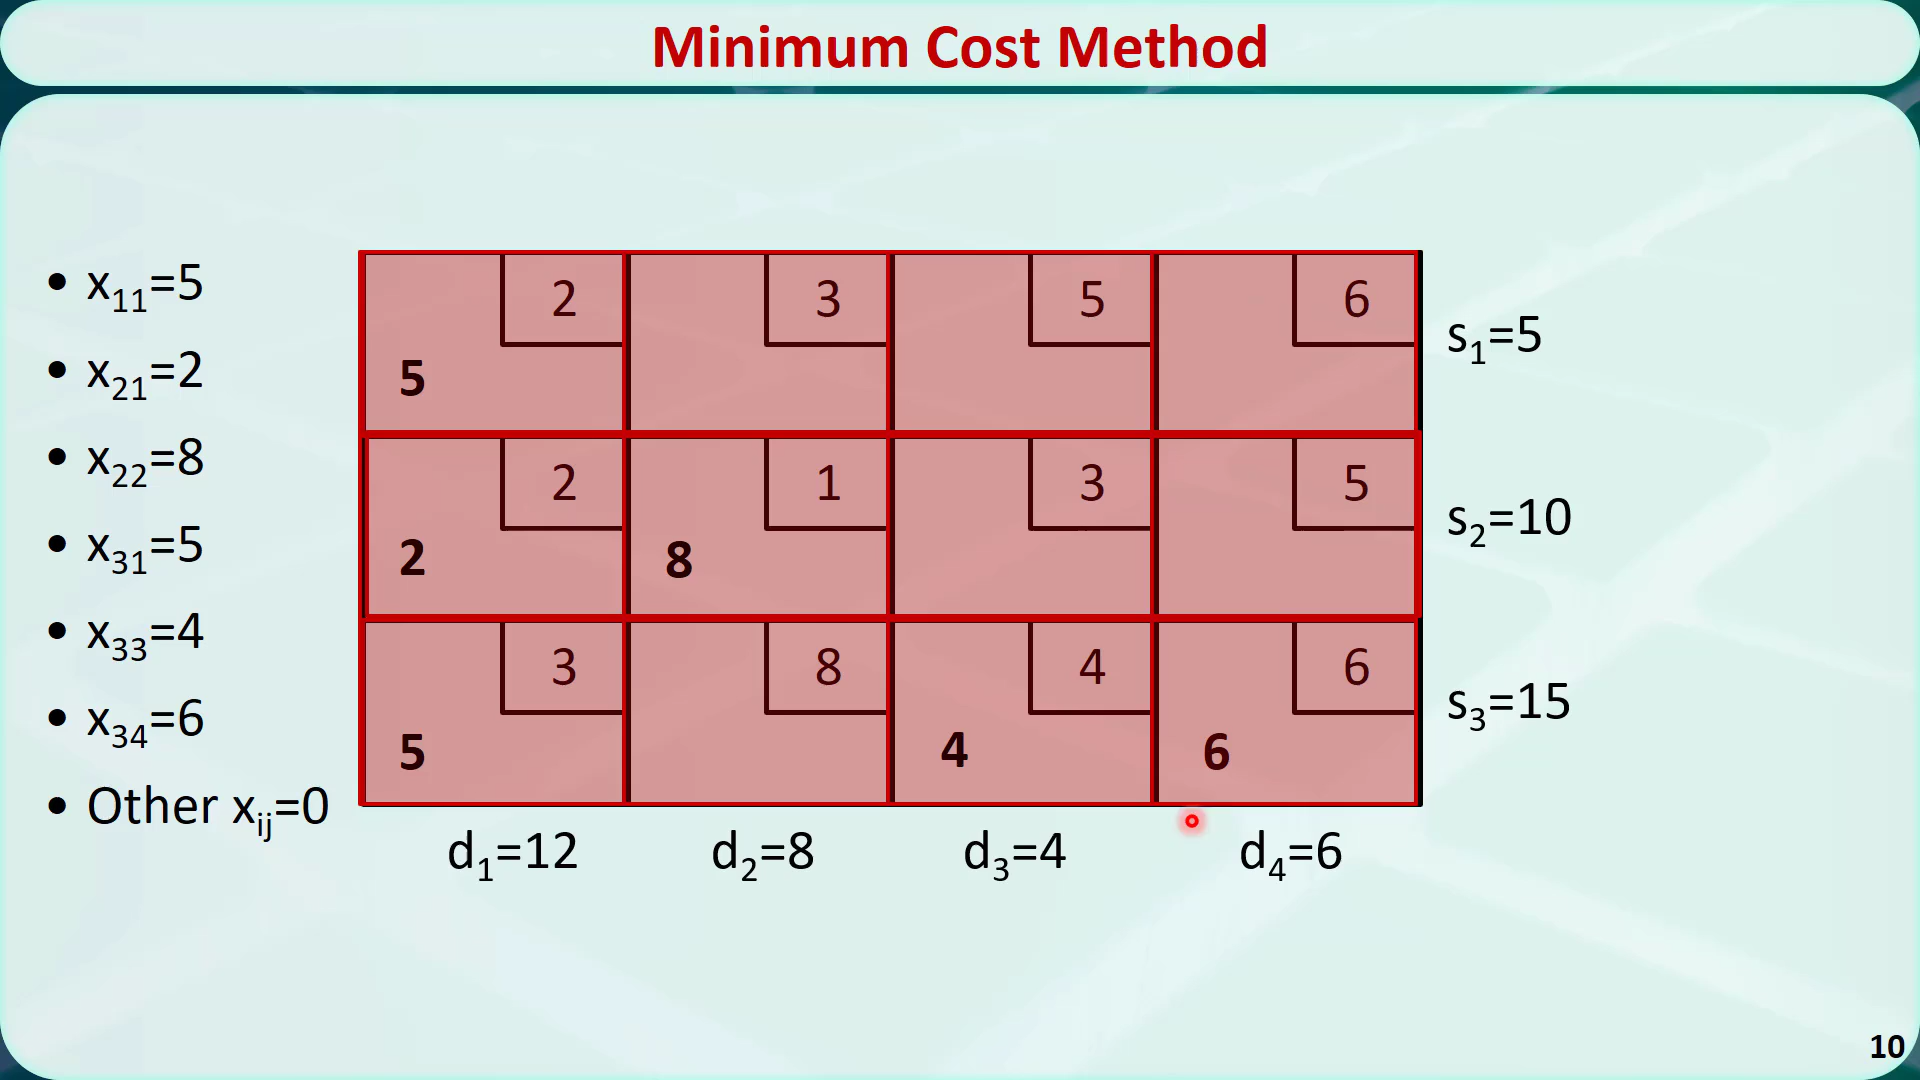 Minimum Cost Method
• x₁₁=5
• x₂₁=2
• x₂₂=8
• x₃₁=5
• x₃₃=4
• x₃₄=6
• Other xᵢⱼ=0
2 3 5 6
5
s₁=5
2 1 3 5
2 8
s₂=10
3 8 4 6
5 4 6
s₃=15
d₁=12 d₂=8 d₃=4 d₄=6
10